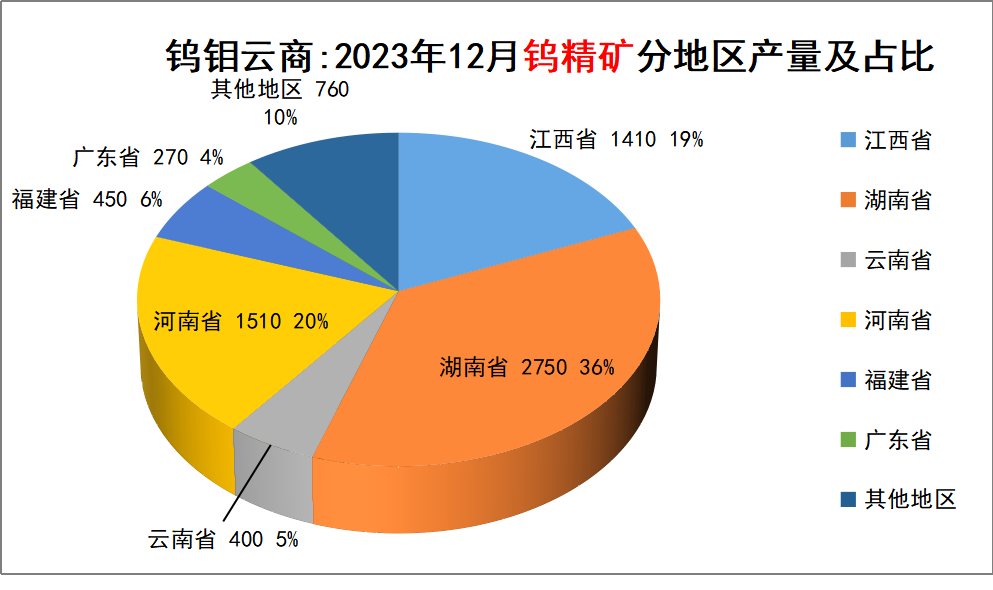 钨钼云商:2023年12月钨精矿分地区产量及占比
其他地区 760
10%
江西省 1410 19%
广东省 270 4%
福建省 450 6%
河南省 1510 20%
湖南省 2750 36%
云南省 400 5%
江西省
湖南省
云南省
河南省
福建省
广东省
其他地区